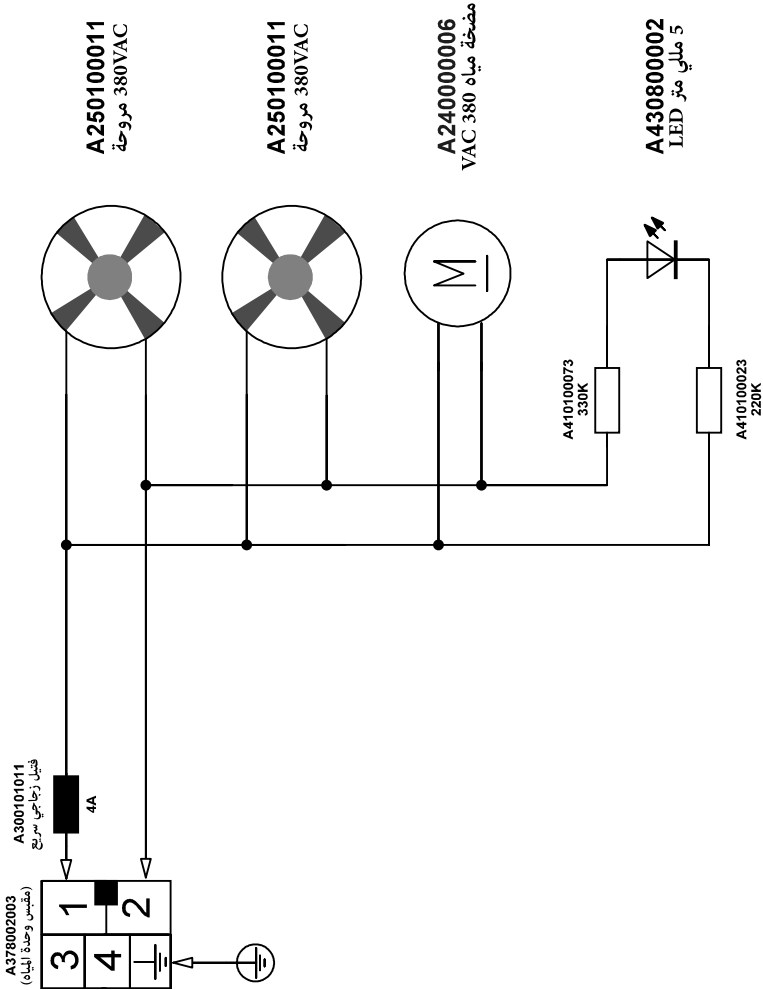 A250100011
مروحة 380VAC
A250100011
مروحة 380VAC
A240000006
مضخة مياه 380 VAC
A430800002
5 مللي متر LED
M
A410100073
330K
A410100023
220K
A300101011
فتيل زجاجي سريع
4A
A378002003
(مقبس وحدة المياه)
1
2
3
4